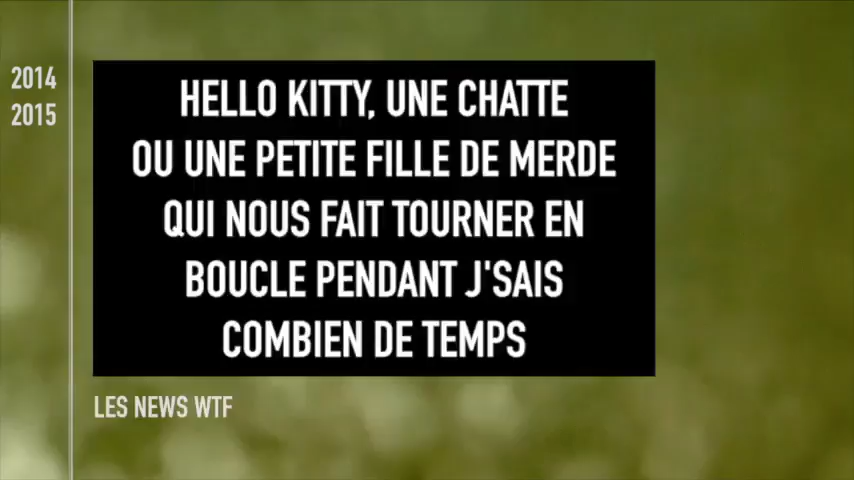 2014
2015
HELLO KITTY, UNE CHATTE
OU UNE PETITE FILLE DE MERDE
QUI NOUS FAIT TOURNER EN
BOUCLE PENDANT J'SAIS
COMBIEN DE TEMPS
LES NEWS WTF